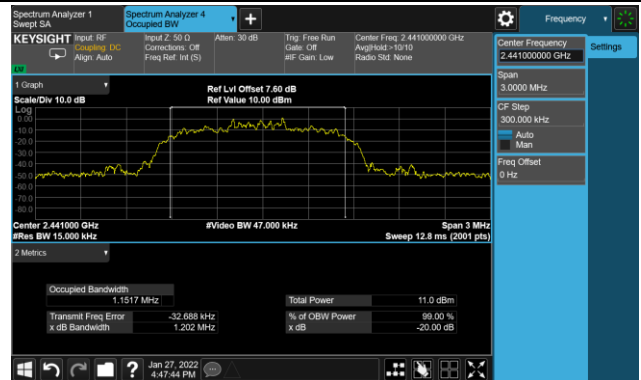 Spectrum Analyzer 1
Swept SA
Spectrum Analyzer 4
Occupied BW
Frequency
KEYSIGHT
Input: RF
Coupling: DC
Align: Auto
Input Z: 50 Ω
Corrections: Off
Freq Ref: Int (S)
Atten: 30 dB
Trig: Free Run
Gate: Off
#IF Gain: Low
Center Freq: 2.441000000 GHz
Avg|Hold:>10/10
Radio Std: None
Center Frequency
2.441000000 GHz
Settings
Span
3.0000 MHz
CF Step
300.000 kHz
Auto
Man
Freq Offset
0 Hz
1 Graph
Scale/Div 10.0 dB
Ref Lvl Offset 7.60 dB
Ref Value 10.00 dBm
Log
0.00
-10.0
-20.0
-30.0
-40.0
-50.0
-60.0
-70.0
-80.0
Center 2.441000 GHz
#Res BW 15.000 kHz
#Video BW 47.000 kHz
Span 3 MHz
Sweep 12.8 ms (2001 pts)
2 Metrics
Occupied Bandwidth
1.1517 MHz
Total Power 11.0 dBm
Transmit Freq Error -32.688 kHz
% of OBW Power 99.00 %
x dB Bandwidth 1.202 MHz
x dB -20.00 dB
?
Jan 27, 2022
4:47:44 PM